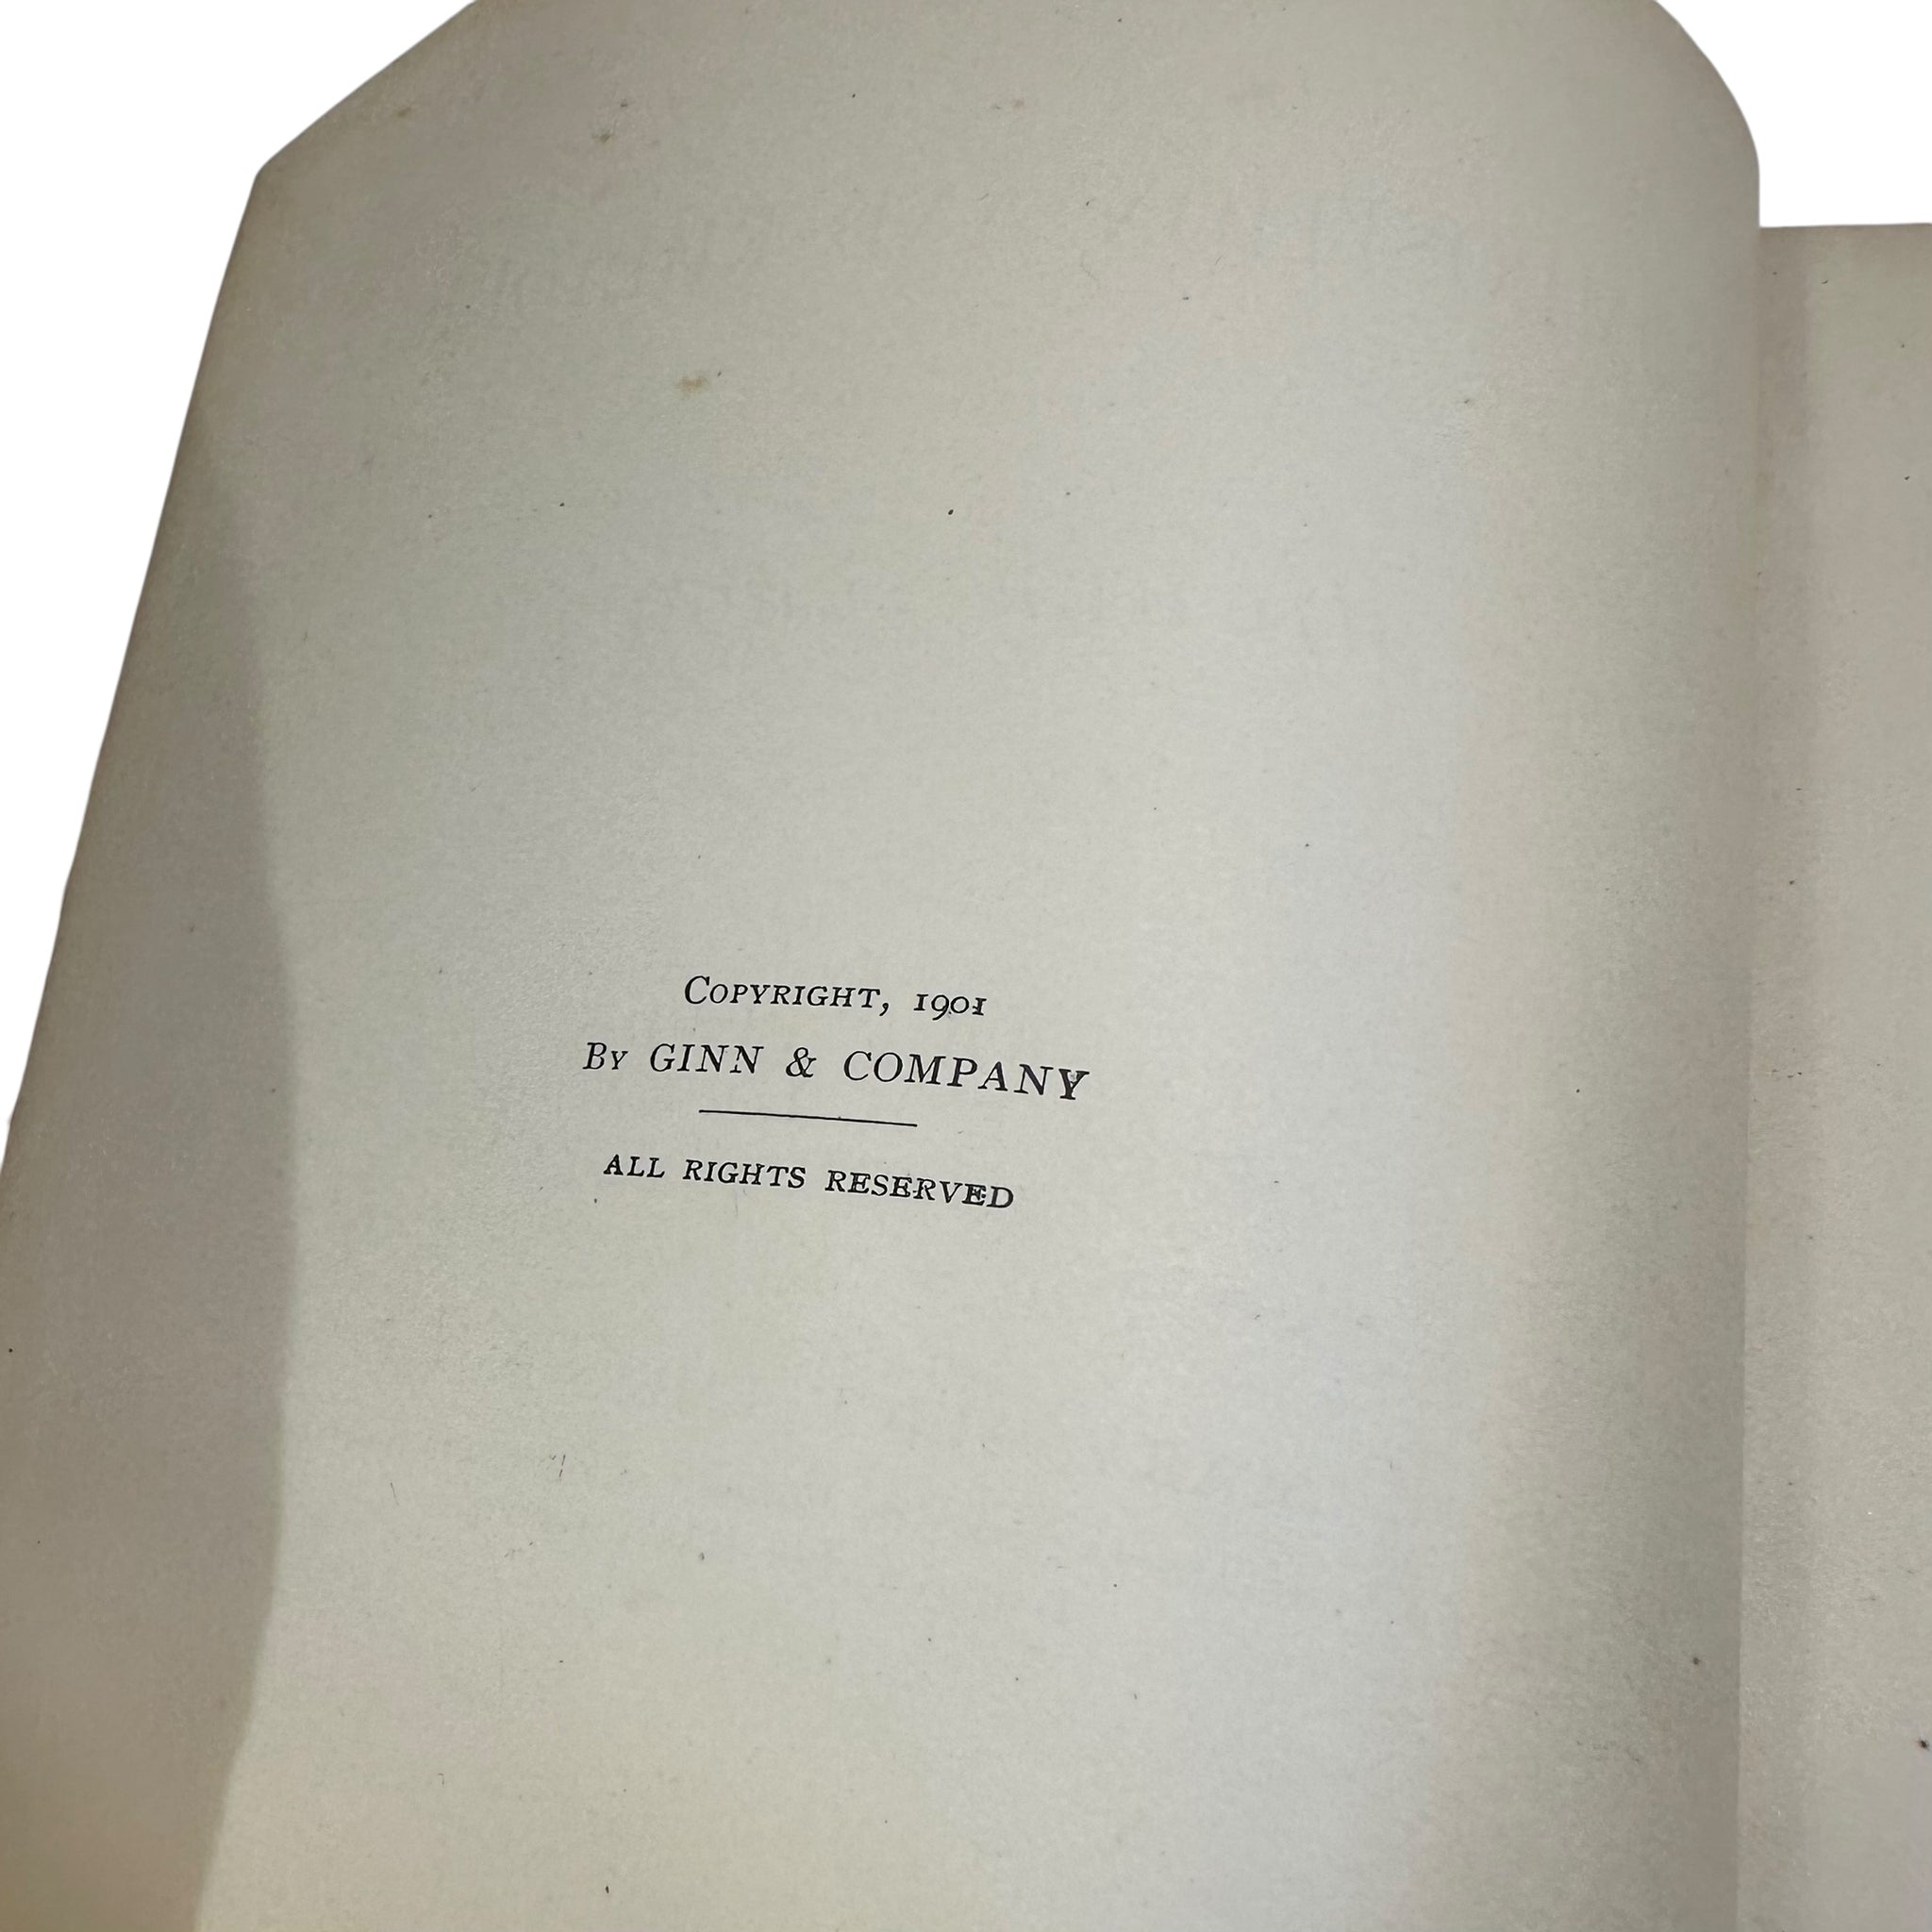 COPYRIGHT, 1901
BY GINN & COMPANY
ALL RIGHTS RESERVED